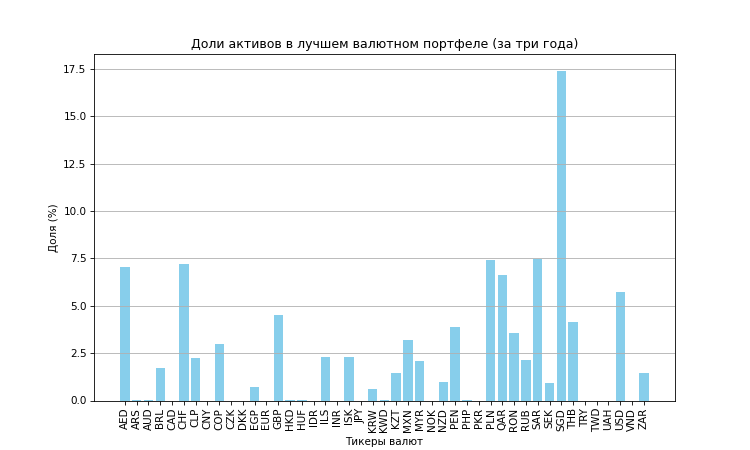 Доли активов в лучшем валютном портфеле (за три года)
Доля (%)
17.5
15.0
12.5
10.0
7.5
5.0
2.5
0.0
AED
ARS
AUD
BRL
CAD
CHF
CLP
CNY
COP
CZK
DKK
EGP
EUR
GBP
HKD
HUF
IDR
ILS
INR
ISK
JPY
KRW
KWD
KZT
MXN
MYR
NOK
NZD
PEN
PHP
PKR
PLN
QAR
RON
RUB
SAR
SEK
SGD
THB
TRY
TWD
UAH
USD
VND
ZAR
Тикеры валют